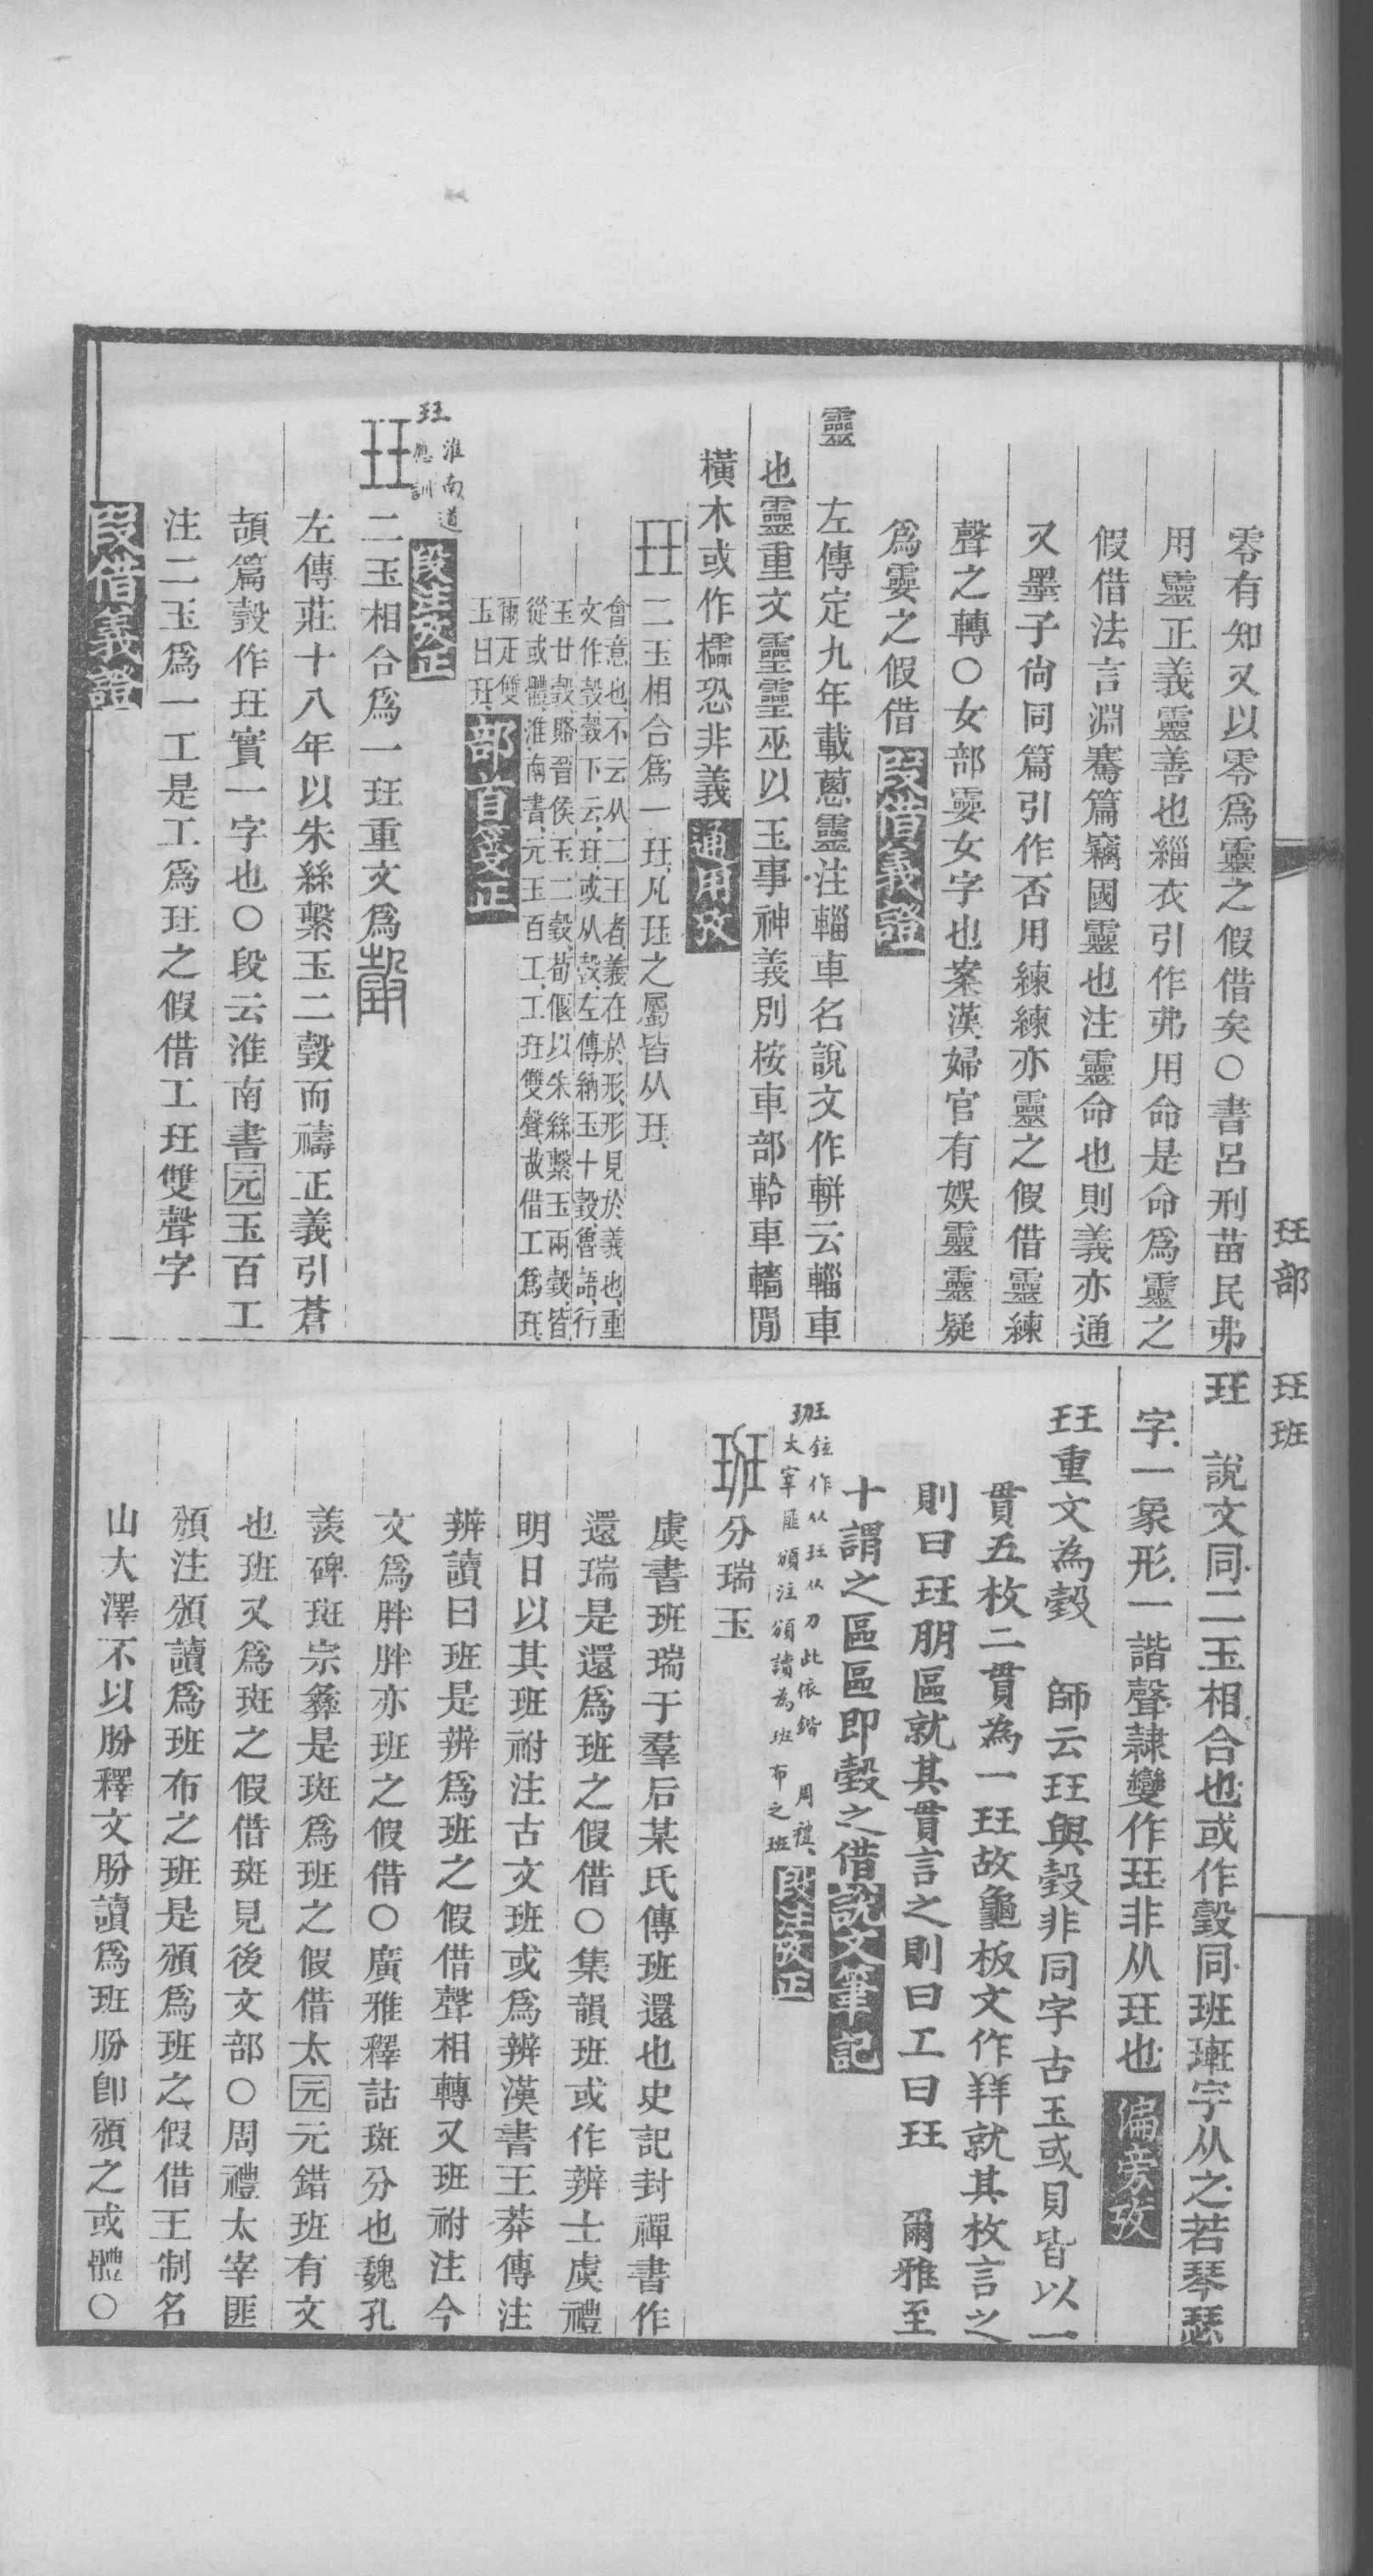 零有知又以零爲靈之假借矣○書呂刑苗民弗
用靈正義靈善也緇衣引作弗用命是命爲靈之
假借法言淵騫篇竊國靈也注靈命也則義亦通
又墨子尙同篇引作否用練練亦靈之假借靈練
聲之轉○女部孁女字也案漢婦官有娛靈靈疑
爲孁之假借 叚借義證
靈 左傳定九年載蔥靈注輜車名說文作軿云輜車
也靈重文靈靈巫以玉事神義別桉車部軨車轖閒
橫木或作櫺恐非義 通用攷
玨 二玉相合爲一玨、凡玨之屬皆从玨、
會意也、不云从二王者、義在於形、形見於義也、重
文作瑴、瑴下云、玨、或从㱿、左傳納玉十瑴、魯語、行
玉廿瑴、賂晋侯玉二瑴、荀偃以朱絲繫玉兩瑴、皆
從或體、淮南書、元玉百工、工玨雙聲、故借工爲玨、
爾疋雙
玉曰玨、部首箋正
玨 淮南道
應訓 段注攷正
玨 二玉相合爲一玨重文爲瑴
左傳莊十八年以朱絲繫玉二瑴而禱正義引蒼
頡篇瑴作玨實一字也○段云淮南書元玉百工
注二玉爲一工是工爲玨之假借工玨雙聲字
叚借義證
玨部 玨班
玨 說文同二玉相合也或作瑴同班㻞字从之若琴瑟
字一象形一諧聲隸變作玨非从玨也 偏旁攷
玨重文為瑴 師云玨與瑴非同字古玉或貝皆以一
貫五枚二貫為一玨故龜板文作𤣩就其枚言之
則曰玨朋區就其貫言之則曰工曰玨 爾雅至
十謂之區區即瑴之借 說文筆記
班 鉉作从玨从刀此依鍇 周禮、
大宰匪頒注頒讀為班布之班 段注攷正
班 分瑞玉
虞書班瑞于羣后某氏傳班還也史記封禪書作
還瑞是還爲班之假借○集韻班或作辨士虞禮
明日以其班祔注古文班或爲辨漢書王莽傳注
辨讀曰班是辨爲班之假借聲相轉又班祔注今
文爲胖胖亦班之假借○廣雅釋詁斑分也魏孔
羨碑斑宗彝是斑爲班之假借太元元錯班有文
也班又爲斑之假借斑見後文部○周禮太宰匪
頒注頒讀爲班布之班是頒爲班之假借王制名
山大澤不以朌釋文朌讀爲班朌卽頒之或體○